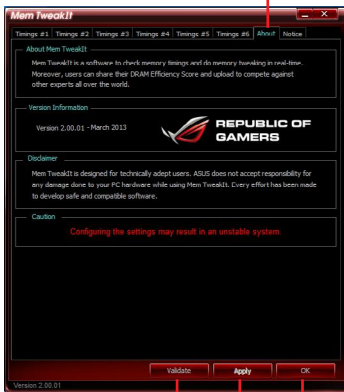 Mem TweakIt
Timings #1 Timings #2 Timings #3 Timings #4 Timings #5 Timings #6 About Notice
About Mem TweakIt
Mem TweakIt is a software to check memory timings and do memory tweaking in real-time.
Moreover, users can share their DRAM Efficiency Score and upload to compete against
other experts all over the world.
Version Information
Version 2.00.01 - March 2013
REPUBLIC OF
GAMERS
Disclaimer
Mem TweakIt is designed for technically adept users. ASUS does not accept responsibility for
any damage done to your PC hardware while using Mem TweakIt. Every effort has been made
to develop safe and compatible software.
Caution
Configuring the settings may result in an unstable system
Validate Apply OK
Version 2.00.01